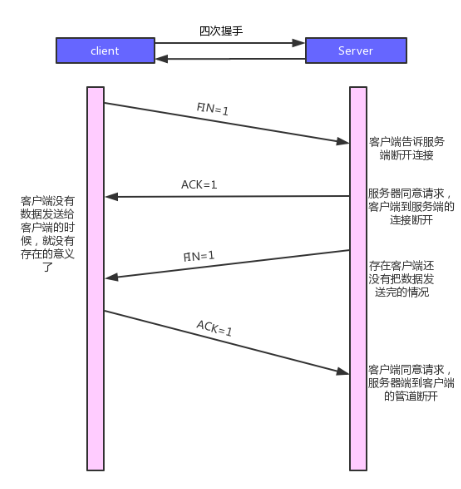 四次握手
client
Server
FIN=1
客户端告诉服务
端断开连接
ACK=1
服务器同意请求，
客户端到服务端的
连接断开
客户端没有
数据发送给
客户端的时
候，就没有
存在的意义
了
FIN=1
存在客户端还
没有把数据发
送完的情况
ACK=1
客户端同意请求，
服务器端到客户端
的管道断开